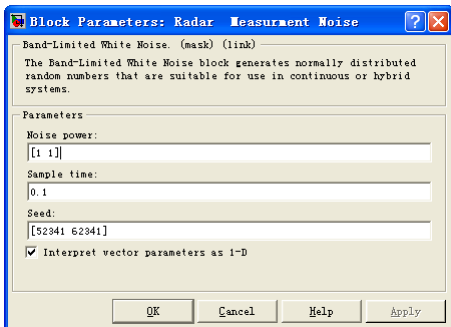 Block Parameters: Radar Measurment Noise
Band-Limited White Noise. (mask) (link)
The Band-Limited White Noise block generates normally distributed
random numbers that are suitable for use in continuous or hybrid
systems.
Parameters
Noise power:
[1 1]
Sample time:
0.1
Seed:
[52341 62341]
Interpret vector parameters as 1-D
OK Cancel Help Apply